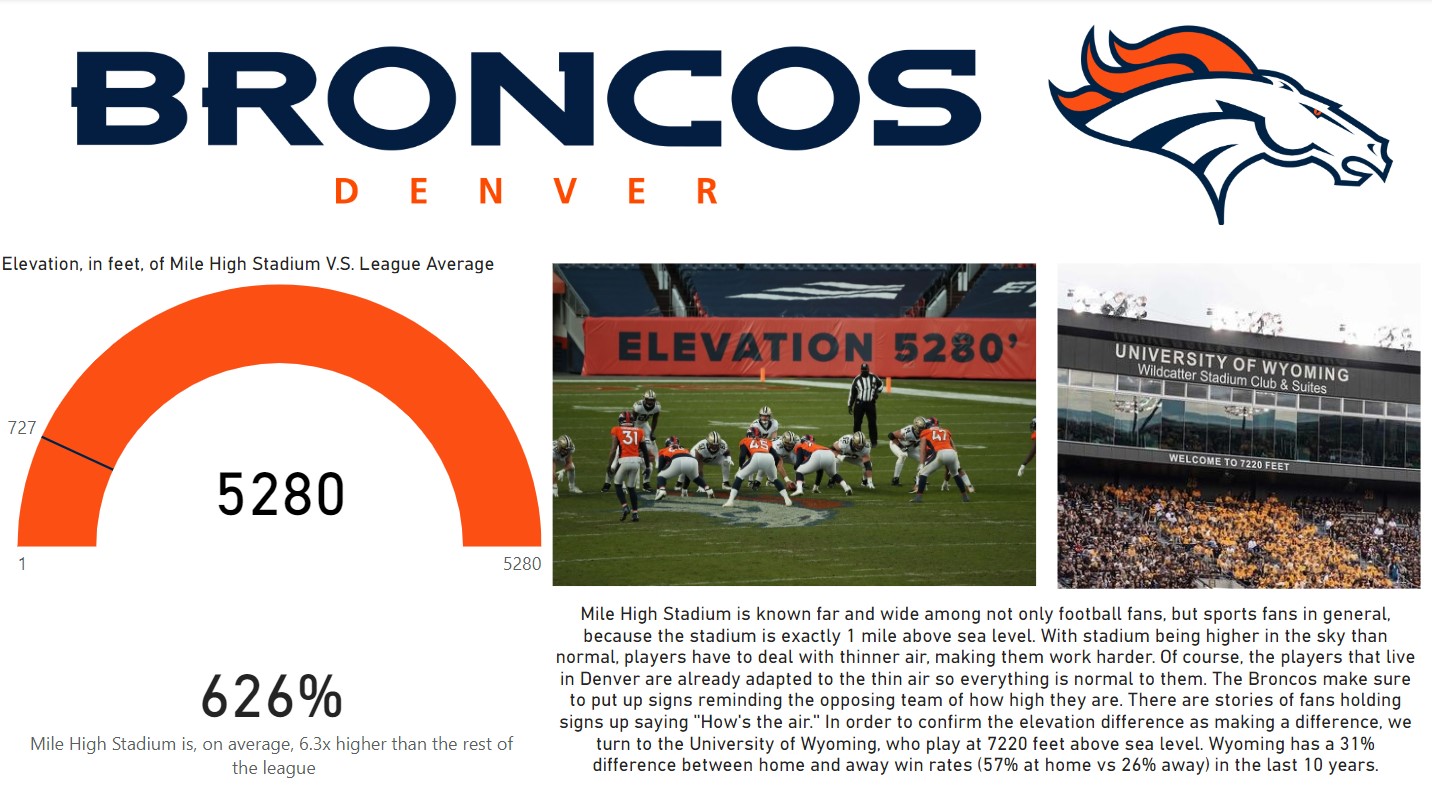 BRONCOS
D E N V E R
Elevation, in feet, of Mile High Stadium V.S. League Average
727
5280
1
5280
626%
Mile High Stadium is, on average, 6.3x higher than the rest of
the league
ELEVATION 5280'
31
45
47
UNIVERSITY OF WYOMING
Wildcatter Stadium Club & Suites
WELCOME TO 7220 FEET
Mile High Stadium is known far and wide among not only football fans, but sports fans in general,
because the stadium is exactly 1 mile above sea level. With stadium being higher in the sky than
normal, players have to deal with thinner air, making them work harder. Of course, the players that live
in Denver are already adapted to the thin air so everything is normal to them. The Broncos make sure
to put up signs reminding the opposing team of how high they are. There are stories of fans holding
signs up saying "How's the air." In order to confirm the elevation difference as making a difference, we
turn to the University of Wyoming, who play at 7220 feet above sea level. Wyoming has a 31%
difference between home and away win rates (57% at home vs 26% away) in the last 10 years.